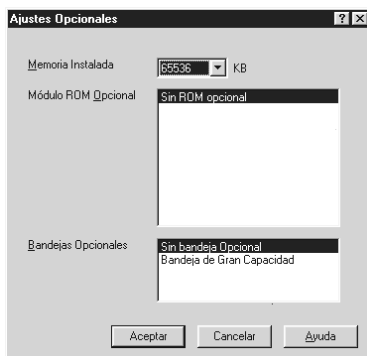 Ajustes Opcionales
Memoria Instalada 65536 KB
Módulo ROM Opcional Sin ROM opcional
Bandejas Opcionales Sin bandeja Opcional
Bandeja de Gran Capacidad
Aceptar Cancelar Ayuda